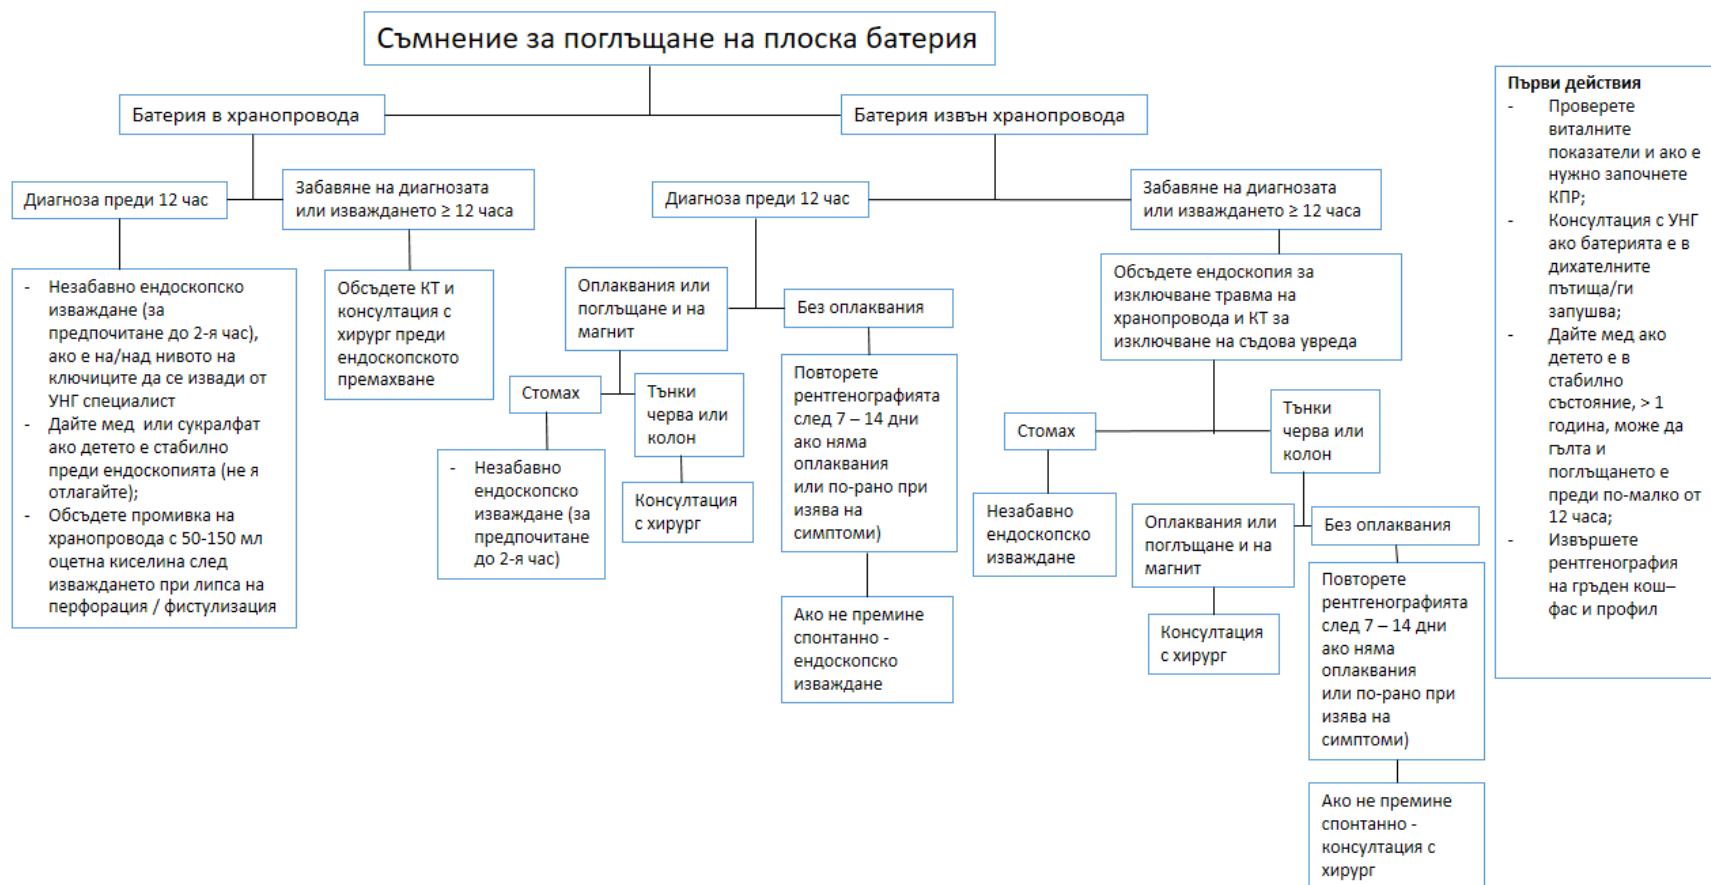 Съмнение за поглъщане на плоска батерия
Батерия в хранопровода
Батерия извън хранопровода
Диагноза преди 12 час
Забавяне на диагнозата
или изваждането ≥ 12 часа
Диагноза преди 12 час
Забавяне на диагнозата
или изваждането ≥ 12 часа
- Незабавно ендоскопско
изваждане (за
предпочитане до 2-я час),
ако е на/над нивото на
ключиците да се извади от
УНГ специалист
- Дайте мед или сукралфат
ако детето е стабилно
преди ендоскопията (не я
отлагайте);
- Обсъдете промивка на
хранопровода с 50-150 мл
оцетна киселина след
изваждането при липса на
перфорация / фистулизация
Обсъдете КТ и
консултация с
хирург преди
ендоскопското
премахване
Оплаквания или
поглъщане и на
магнит
Без оплаквания
Стомах
Тънки
черва или
колон
- Незабавно
ендоскопско
изваждане (за
предпочитане
до 2-я час)
Консултация
с хирург
Повторете
рентгенографията
след 7 – 14 дни
ако няма
оплаквания
или по-рано при
изява на
симптоми)
Ако не премине
спонтанно -
ендоскопско
изваждане
Обсъдете ендоскопия за
изключване травма на
хранопровода и КТ за
изключване на съдова увреда
Стомах
Тънки
черва или
колон
Незабавно
ендоскопско
изваждане
Оплаквания или
поглъщане и на
магнит
Без оплаквания
Консултация
с хирург
Повторете
рентгенографията
след 7 – 14 дни
ако няма
оплаквания
или по-рано при
изява на
симптоми)
Ако не премине
спонтанно -
консултация с
хирург
Първи действия
- Проверете
виталните
показатели и ако е
нужно започнете
КПР;
- Консултация с УНГ
ако батерията е в
дихателните
пътища/ги
запушва;
- Дайте мед ако
детето е в
стабилно
състояние, > 1
година, може да
гълта и
поглъщането е
преди по-малко от
12 часа;
- Извършете
рентгенография
на гръден кош–
фас и профил